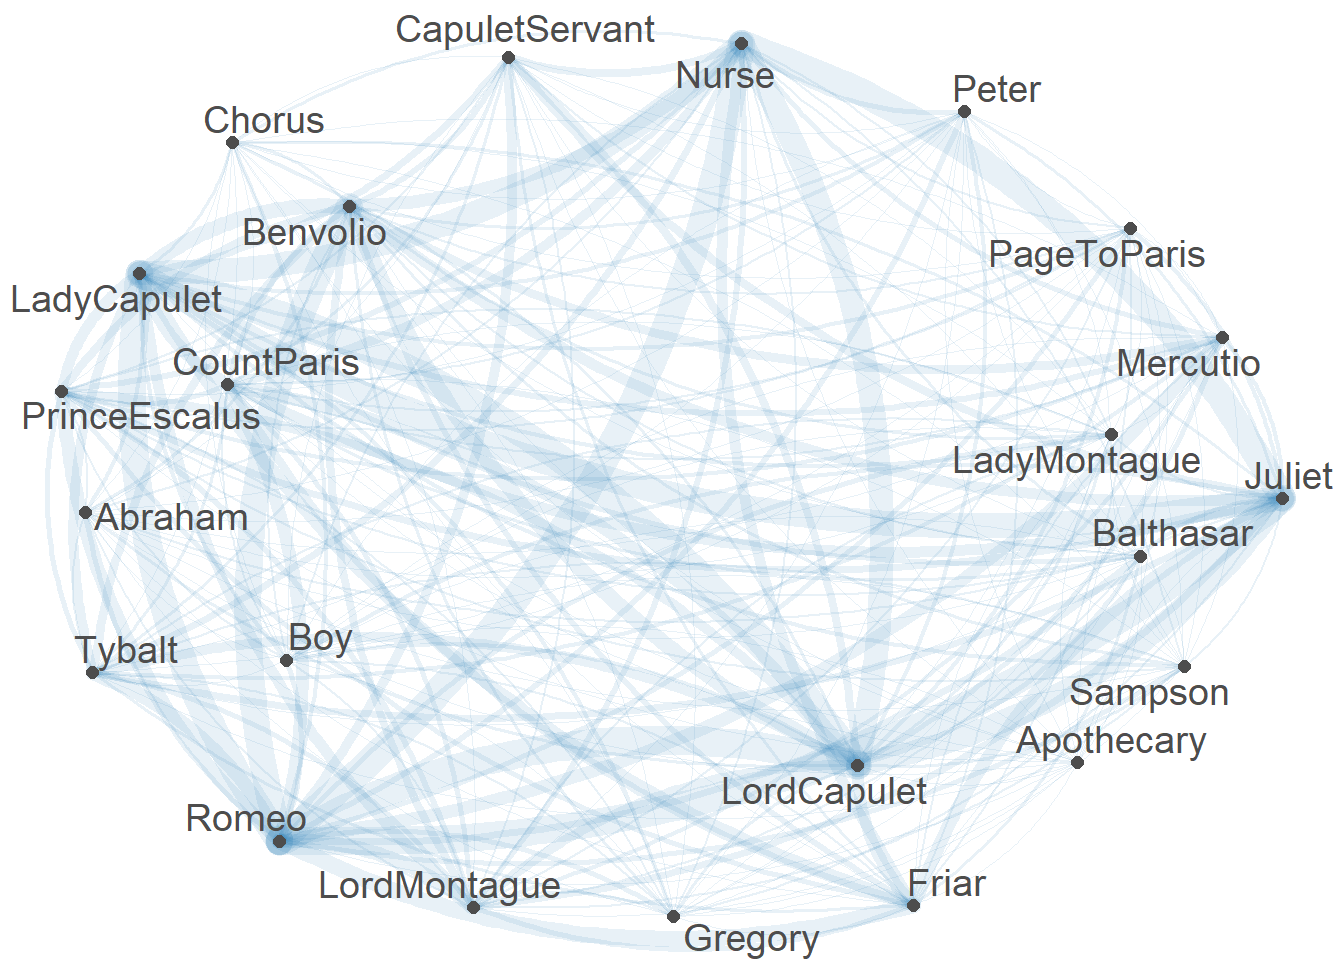 CapuletServant
Nurse
Peter
Chorus
Benvolio
PageToParis
LadyCapulet
CountParis
Mercutio
PrinceEscalus
LadyMontague
Juliet
Abraham
Balthasar
Boy
Tybalt
Sampson
Apothecary
LordCapulet
Romeo
LordMontague
Friar
Gregory